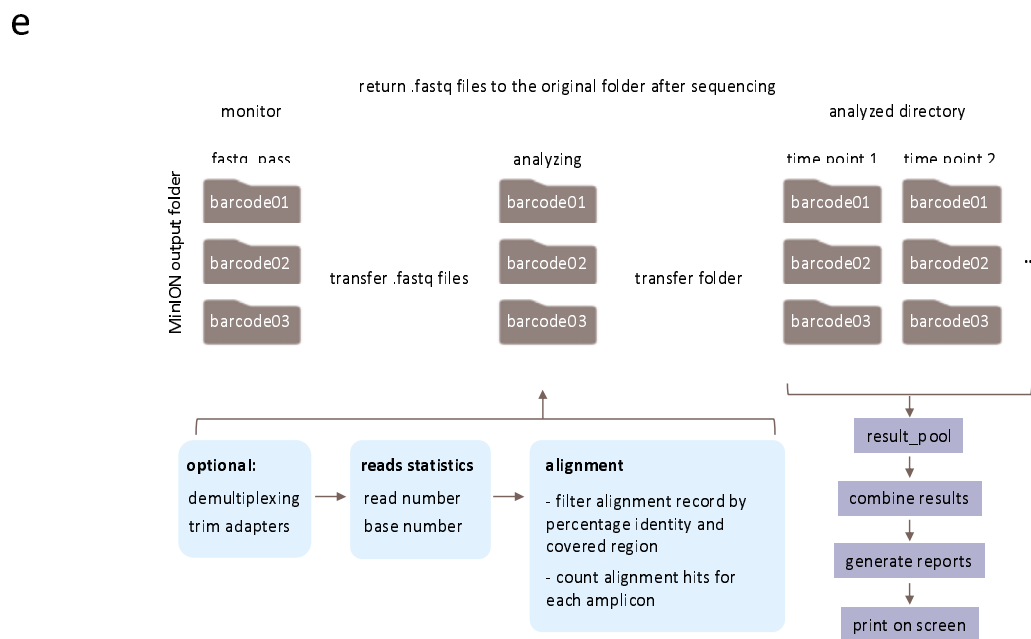 e
return .fastq files to the original folder after sequencing
monitor
analyzed directory
fastq_pass
analyzing
time point 1
time point 2
MinION output folder
barcode01
barcode01
barcode01
barcode01
barcode02
transfer .fastq files
barcode02
transfer folder
barcode02
barcode02
..
barcode03
barcode03
barcode03
barcode03
optional:
demultiplexing
trim adapters
reads statistics
read number
base number
alignment
- filter alignment record by
percentage identity and
covered region
- count alignment hits for
each amplicon
result_pool
combine results
generate reports
print on screen